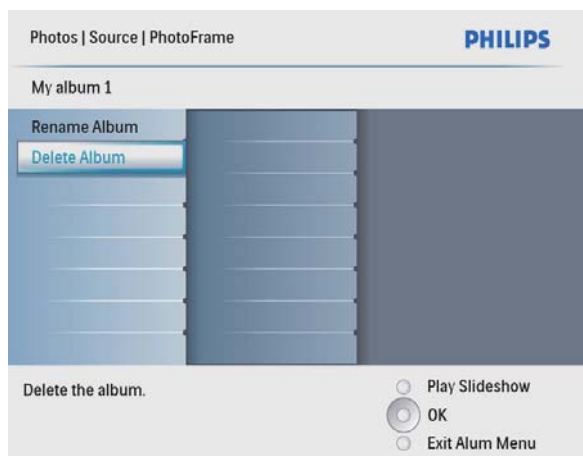 Photos | Source | PhotoFrame
PHILIPS
My album 1
Rename Album
Delete Album
Delete the album.
Play Slideshow
OK
Exit Alum Menu